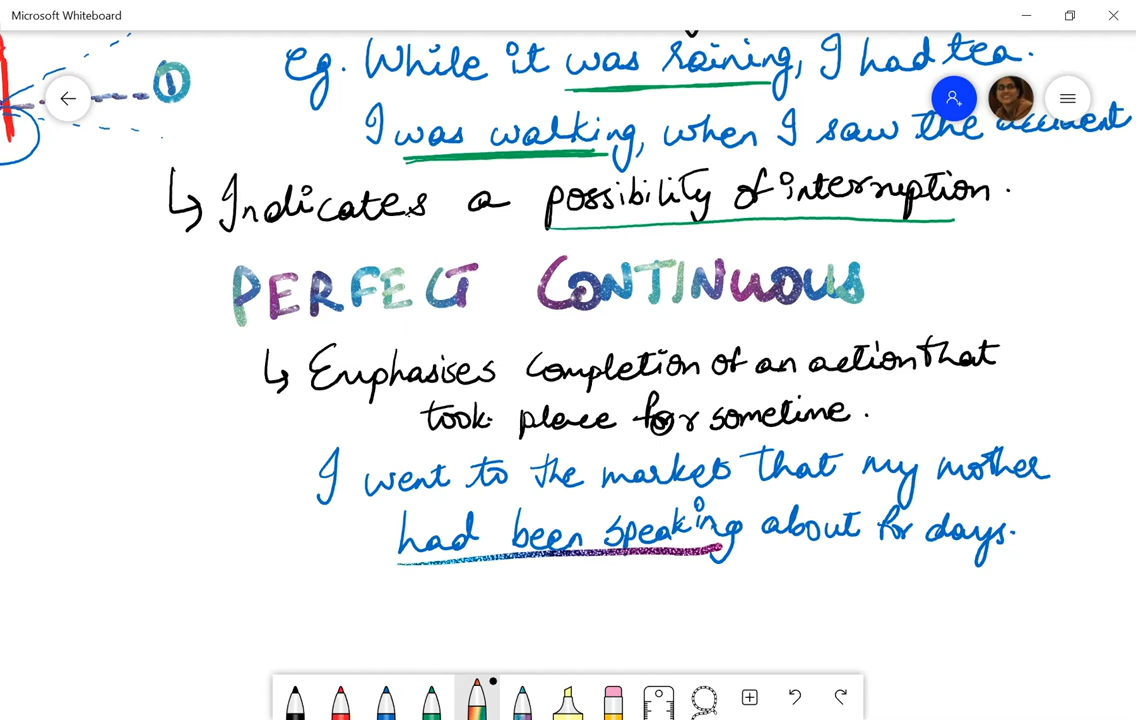 Microsoft Whiteboard
eg. While it was raining, I had tea.
I was walking, when I saw the accident
↳ Indicates a possibility of interruption.
PERFECT CONTINUOUS
↳ Emphasises completion of an action that
took place for sometime.
I went to the market that my mother
had been speaking about for days.